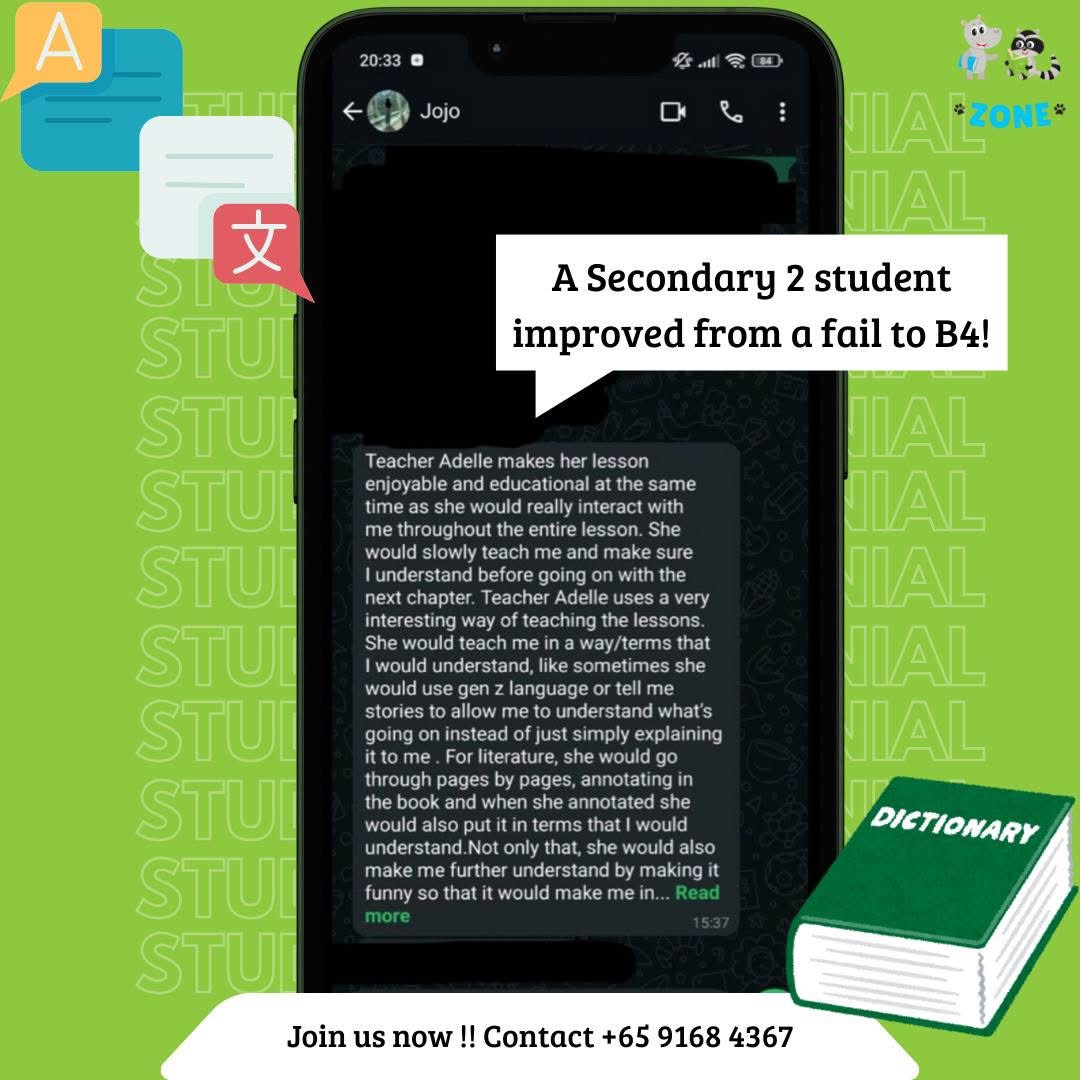 A
文
ZONE
20:33
84
Jojo
A Secondary 2 student
improved from a fail to B4!
Teacher Adelle makes her lesson
enjoyable and educational at the same
time as she would really interact with
me throughout the entire lesson. She
would slowly teach me and make sure
I understand before going on with the
next chapter. Teacher Adelle uses a very
interesting way of teaching the lessons.
She would teach me in a way/terms that
I would understand, like sometimes she
would use gen z language or tell me
stories to allow me to understand what's
going on instead of just simply explaining
it to me . For literature, she would go
through pages by pages, annotating in
the book and when she annotated she
would also put it in terms that I would
understand.Not only that, she would also
make me further understand by making it
funny so that it would make me in... Read
more
15:37
DICTIONARY
Join us now !! Contact +65 9168 4367